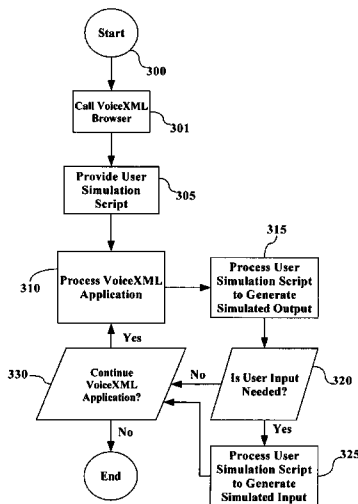 Start
300
Call VoiceXML
Browser
301
Provide User
Simulation
Script
305
310
Process VoiceXML
Application
315
Process User
Simulation Script
to Generate
Simulated Output
Yes
330
Continue
VoiceXML
Application?
No
Is User Input
Needed?
320
Yes
No
End
Process User
Simulation Script
to Generate
Simulated Input
325